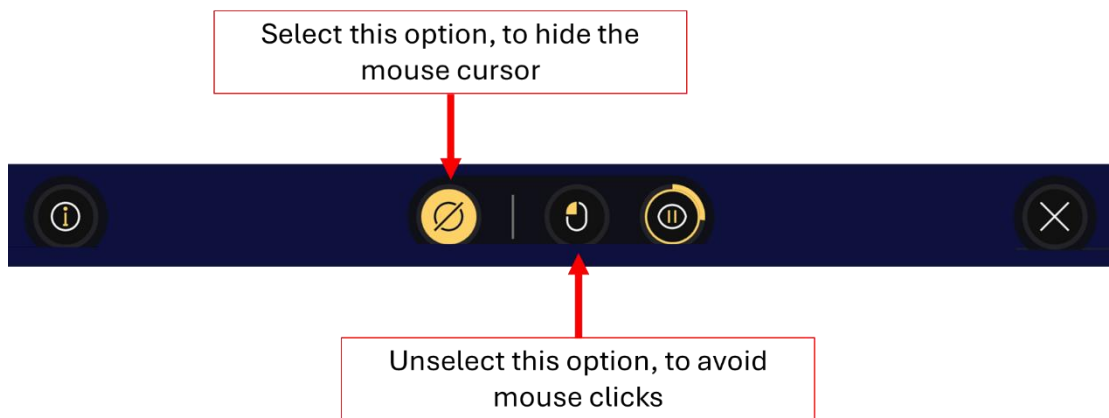 Select this option, to hide the
mouse cursor
Unselect this option, to avoid
mouse clicks